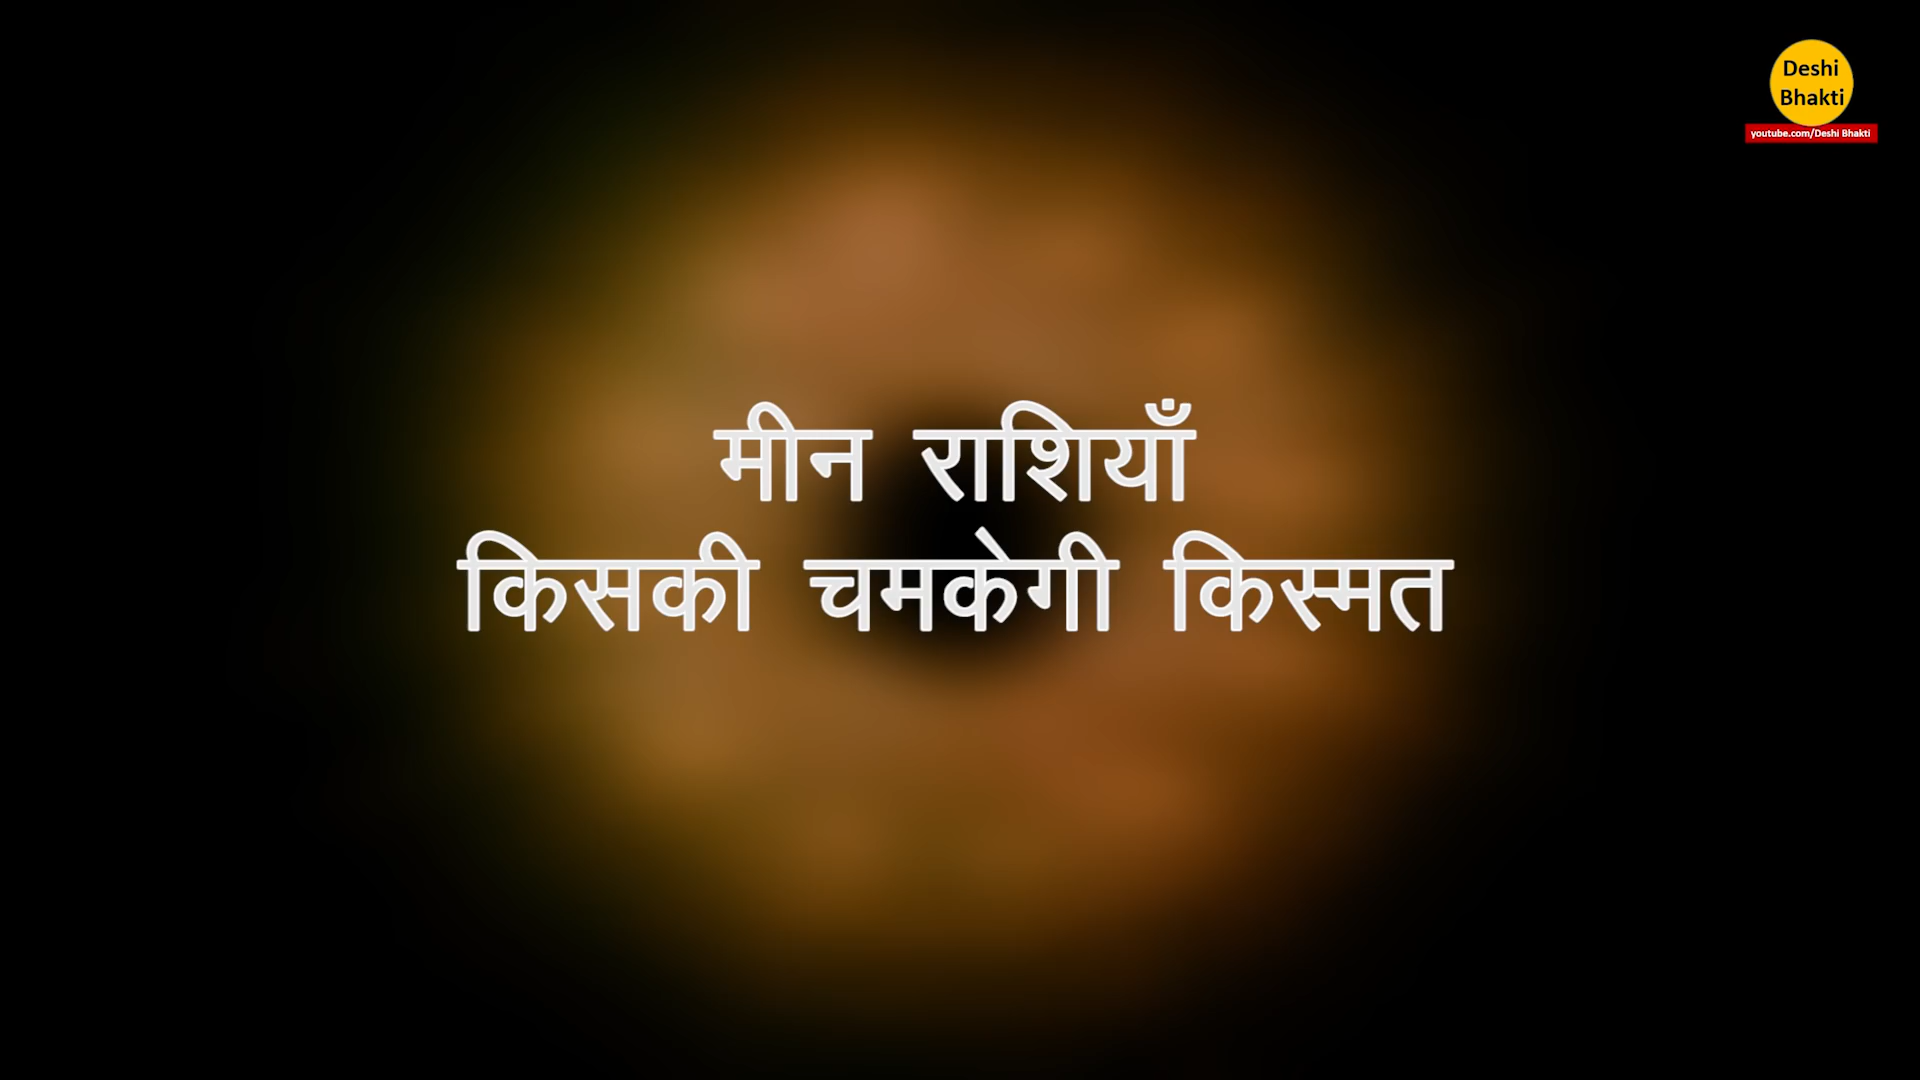 Deshi
Bhakti
youtube.com/Deshi Bhakti
मीन राशियाँ
किसकी चमकेगी किस्मत